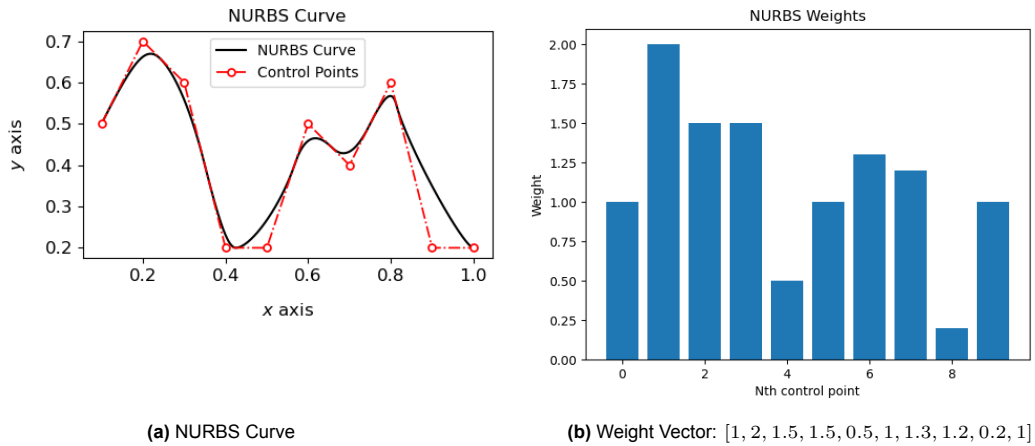 NURBS Curve
NURBS Curve
Control Points
0.7
0.6
0.5
0.4
0.3
0.2
y axis
0.2 0.4 0.6 0.8 1.0
x axis
(a) NURBS Curve
NURBS Weights
2.00
1.75
1.50
1.25
1.00
0.75
0.50
0.25
0.00
Weight
0 2 4 6 8
Nth control point
(b) Weight Vector: [1, 2, 1.5, 1.5, 0.5, 1, 1.3, 1.2, 0.2, 1]